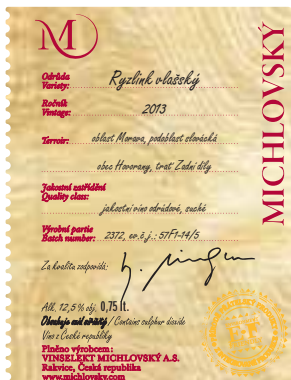 M
MICHLOVSKÝ
Odrůda
Variety: Ryzlink vlašský
Ročník
Vintage: 2013
Terroir: oblast Morava, podoblast slovácká
obec Hovorany, trať Zadní díly
Jakostní zatřídění
Quality class:
jakostní víno odrůdové, suché
Výrobní partie
Batch number: 2372, ev.č.j.: 57F1-14/5
Za kvalitu zodpovídá:
Alk. 12,5 % obj. 0,75 lt.
Obsahuje oxid siřičitý / Contains sulphur dioxide
Víno z České republiky
Plněno výrobcem:
VINSELEKT MICHLOVSKÝ A.S.
Rakvice, Česká republika
www.michlovsky.com